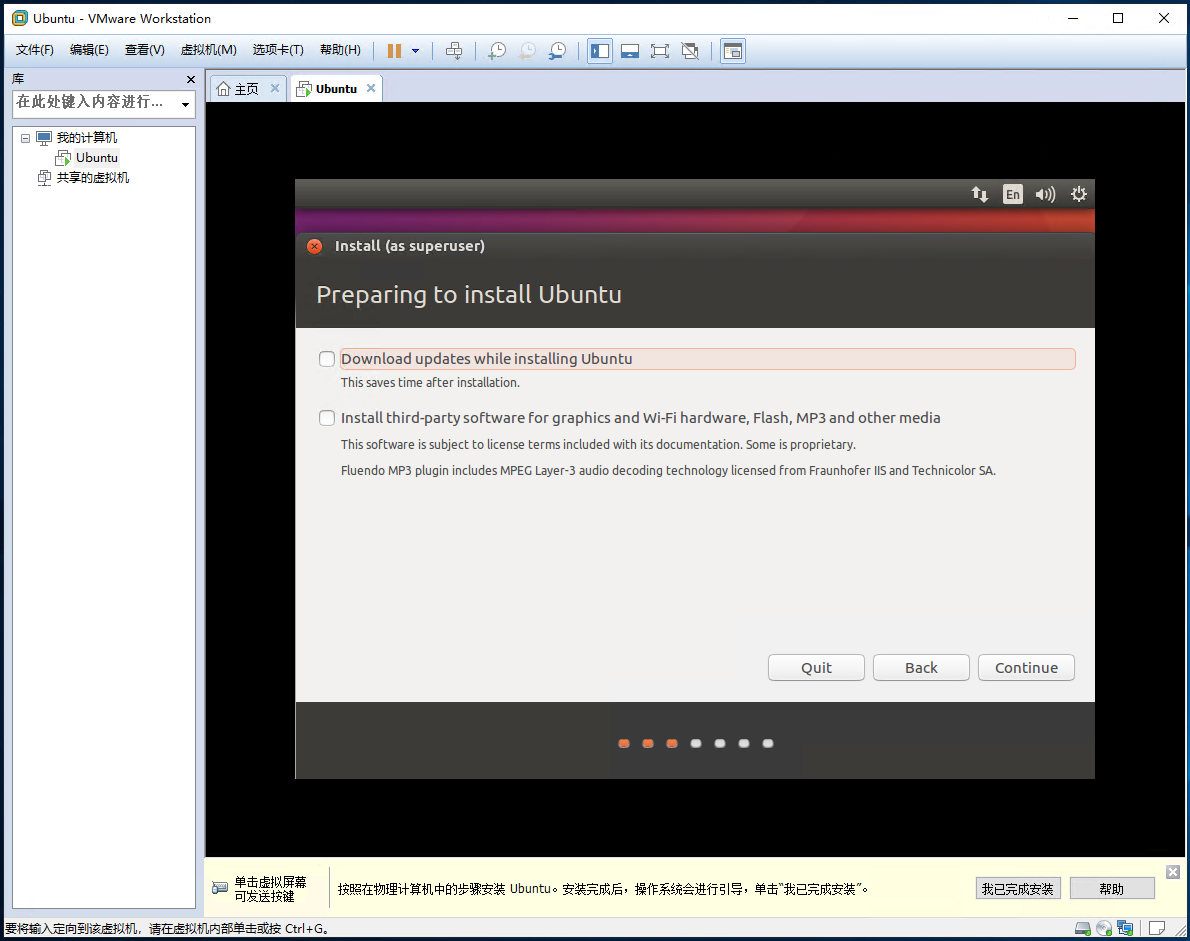 Ubuntu - VMware Workstation
文件(F) 编辑(E) 查看(V) 虚拟机(M) 选项卡(T) 帮助(H)
库
在此处键入内容进行...
我的计算机
Ubuntu
共享的虚拟机
主页
Ubuntu
En
Install (as superuser)
Preparing to install Ubuntu
Download updates while installing Ubuntu
This saves time after installation.
Install third-party software for graphics and Wi-Fi hardware, Flash, MP3 and other media
This software is subject to license terms included with its documentation. Some is proprietary.
Fluendo MP3 plugin includes MPEG Layer-3 audio decoding technology licensed from Fraunhofer IIS and Technicolor SA.
Quit Back Continue
单击虚拟屏幕
可发送按键
按照在物理计算机中的步骤安装 Ubuntu。安装完成后，操作系统会进行引导，单击“我已完成安装”。
我已完成安装 帮助
要将输入定向到该虚拟机，请在虚拟机内部单击或按 Ctrl+G。